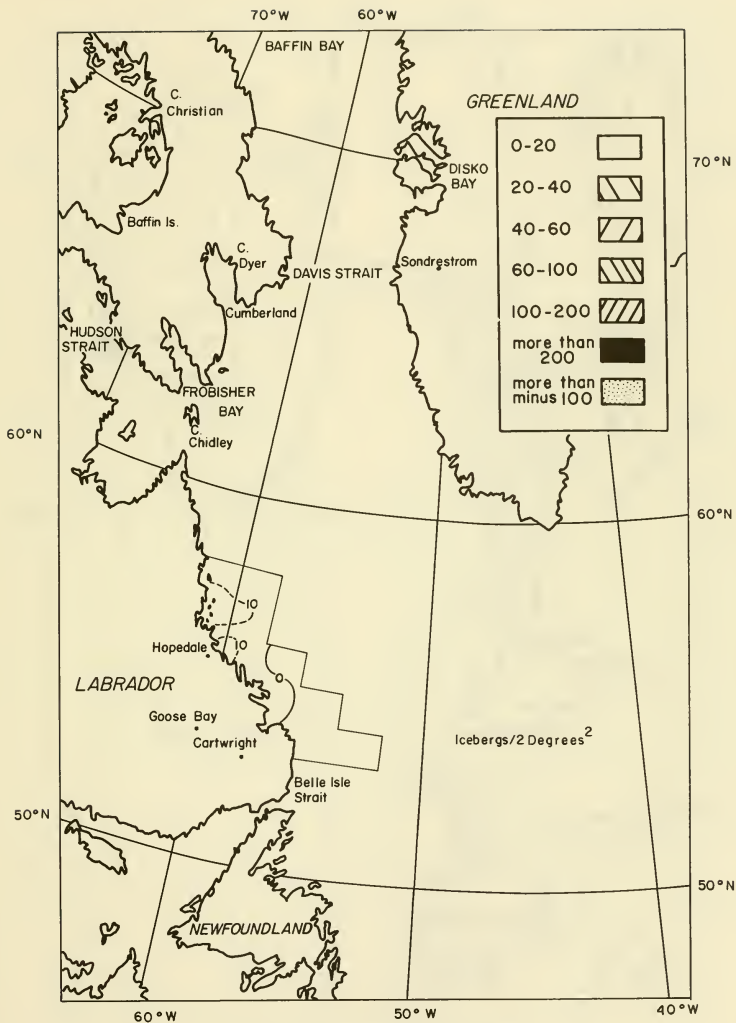 70°W 60°W
BAFFIN BAY
C.
Christian
GREENLAND
0-20
20-40
40-60
60-100
100-200
more than
200
more than
minus 100
70°N
DISKO
BAY
Baffin Is.
C.
Dyer
DAVIS STRAIT
Sondrestrom
Cumberland
HUDSON
STRAIT
FROBISHER
BAY
C.
Chidley
60°N
60°N
10
10
Hopedale
0
LABRADOR
Goose Bay
Cartwright
Icebergs/2 Degrees²
Belle Isle
Strait
50°N
50°N
NEWFOUNDLAND
60°W 50°W 40°W